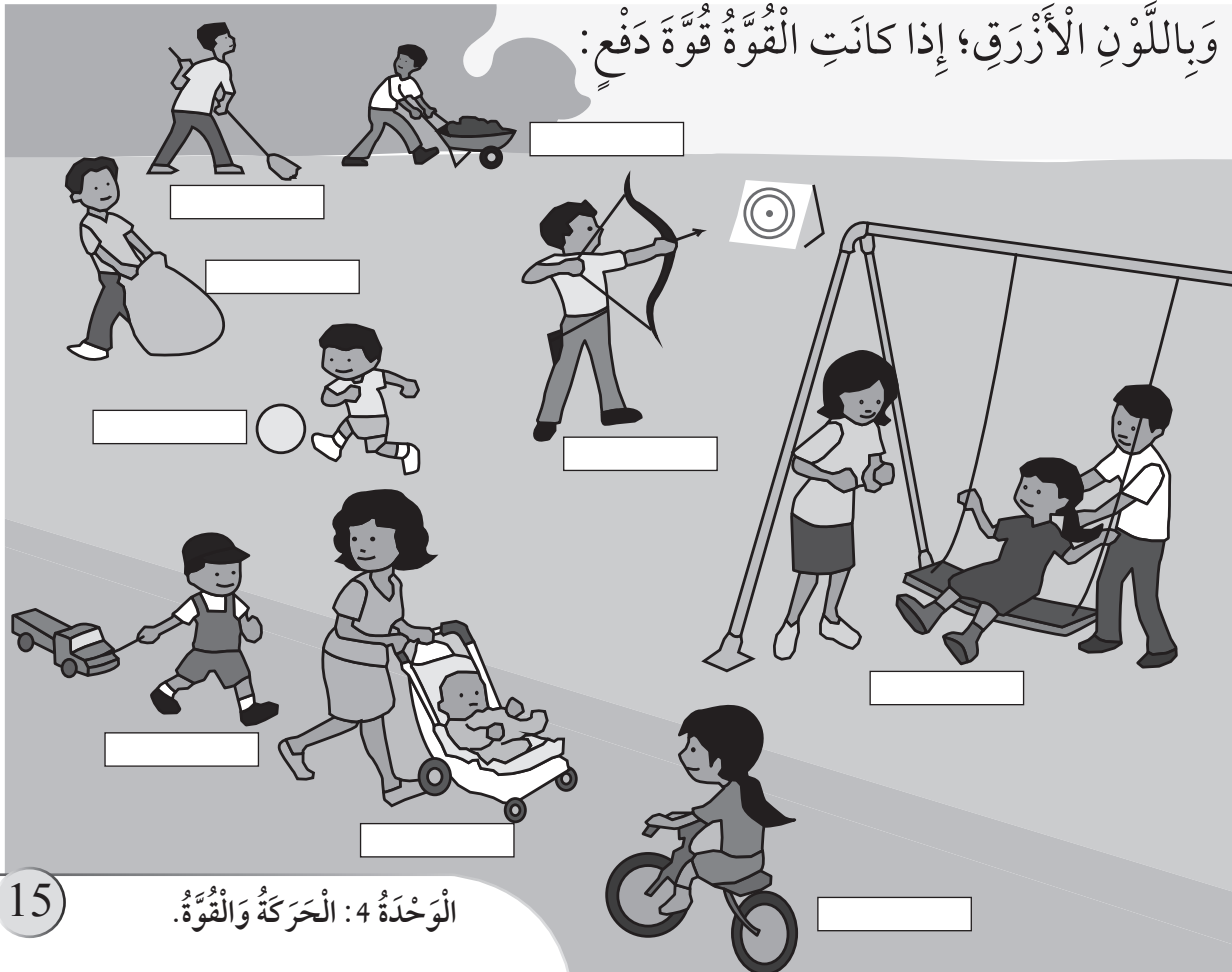 وَبِاللَّوْنِ الْأَزْرَقِ؛ إِذا كانَتِ الْقُوَّةُ قُوَّةَ دَفْعٍ:
الْوَحْدَةُ 4: الْحَرَكَةُ وَالْقُوَّةُ.
15